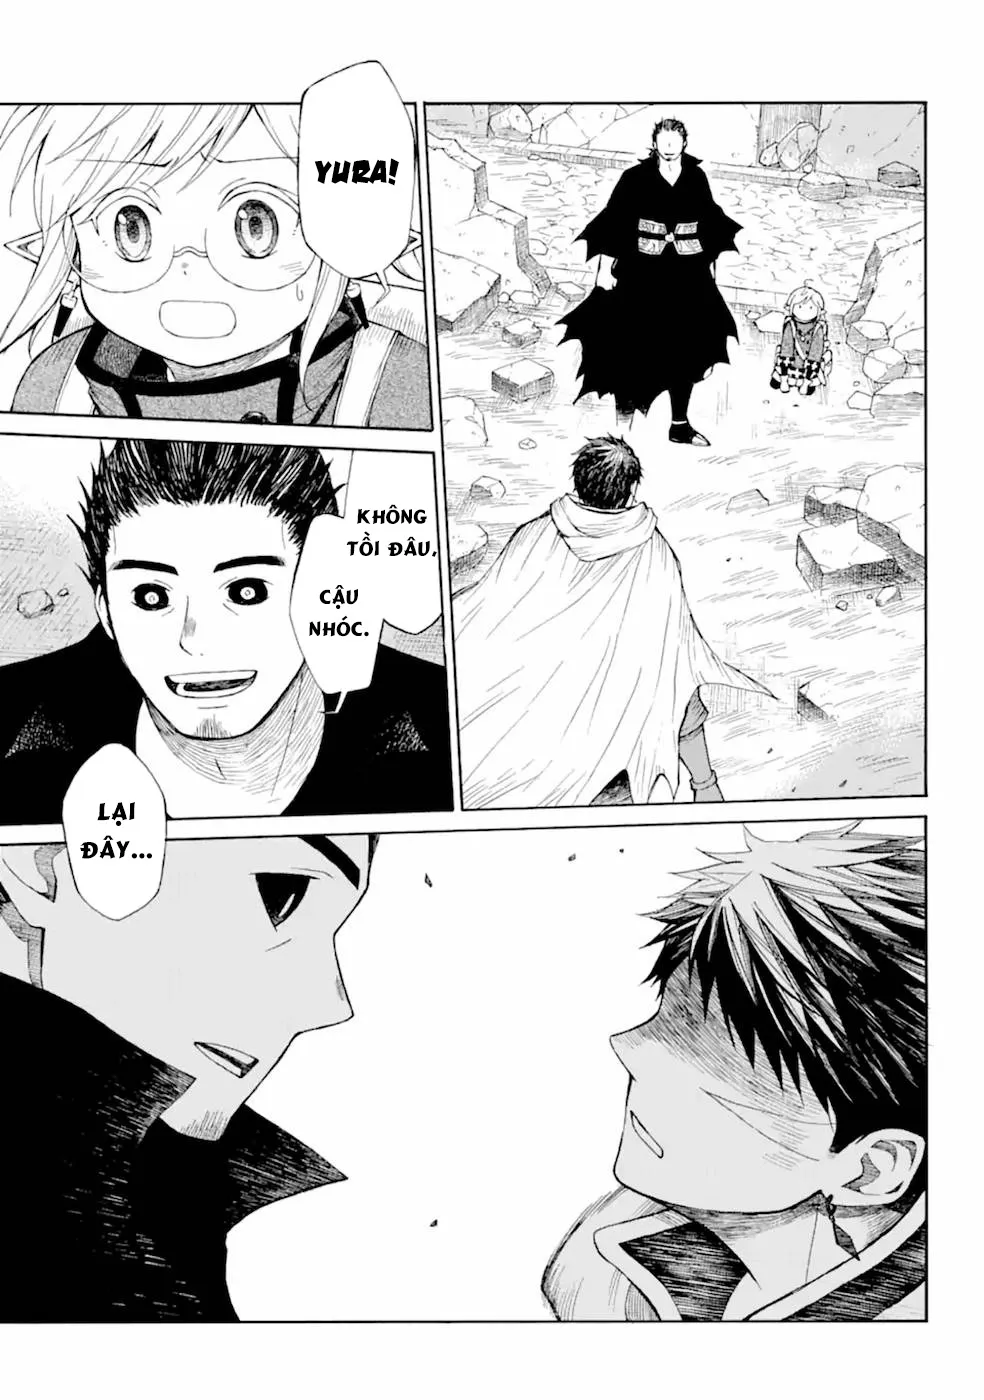 YURA!
KHÔNG
TỒI ĐÂU,
CẬU
NHÓC.
LẠI
ĐÂY...